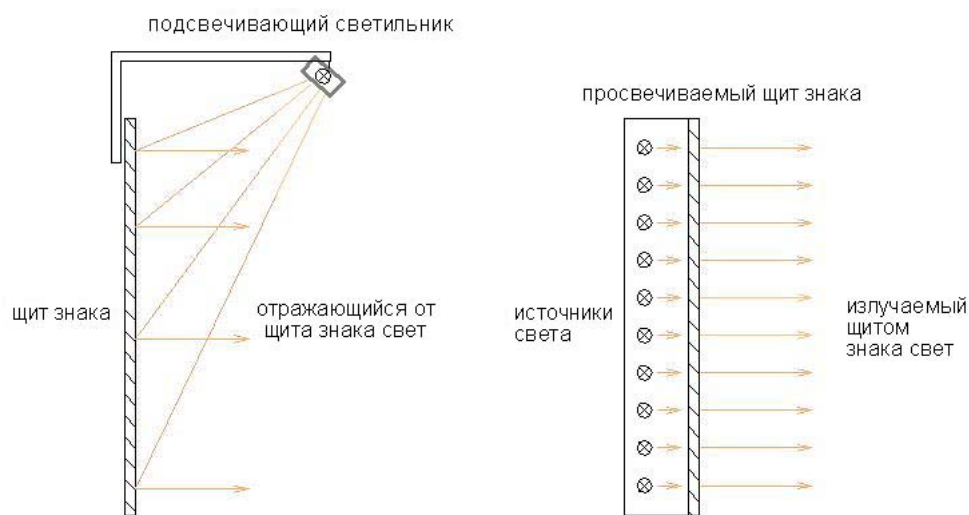 подсвечивающий светильник
просвечиваемый щит знака
щит знака
отражающийся от
щита знака свет
источники
света
излучаемый
щитом
знака свет